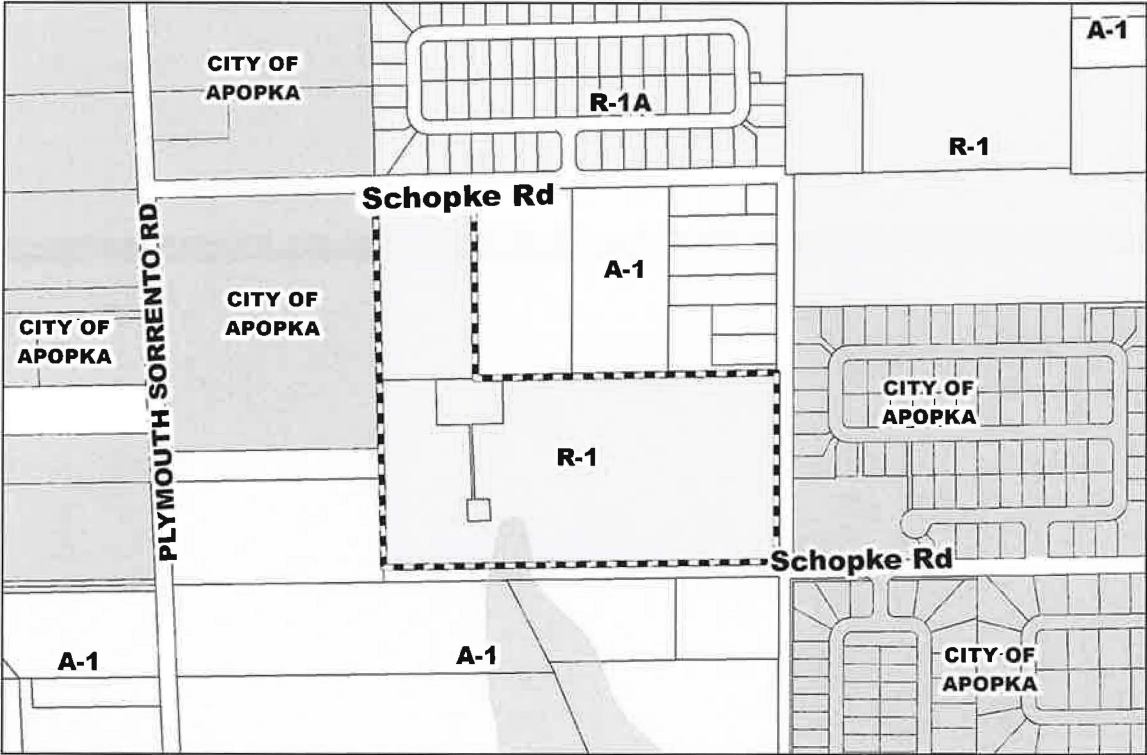 A-1
CITY OF
APOPKA
R-1A
R-1
Schopke Rd
PLYMOUTH SORRENTO RD
A-1
CITY OF
APOPKA
CITY OF
APOPKA
CITY OF
APOPKA
R-1
Schopke Rd
A-1
A-1
CITY OF
APOPKA